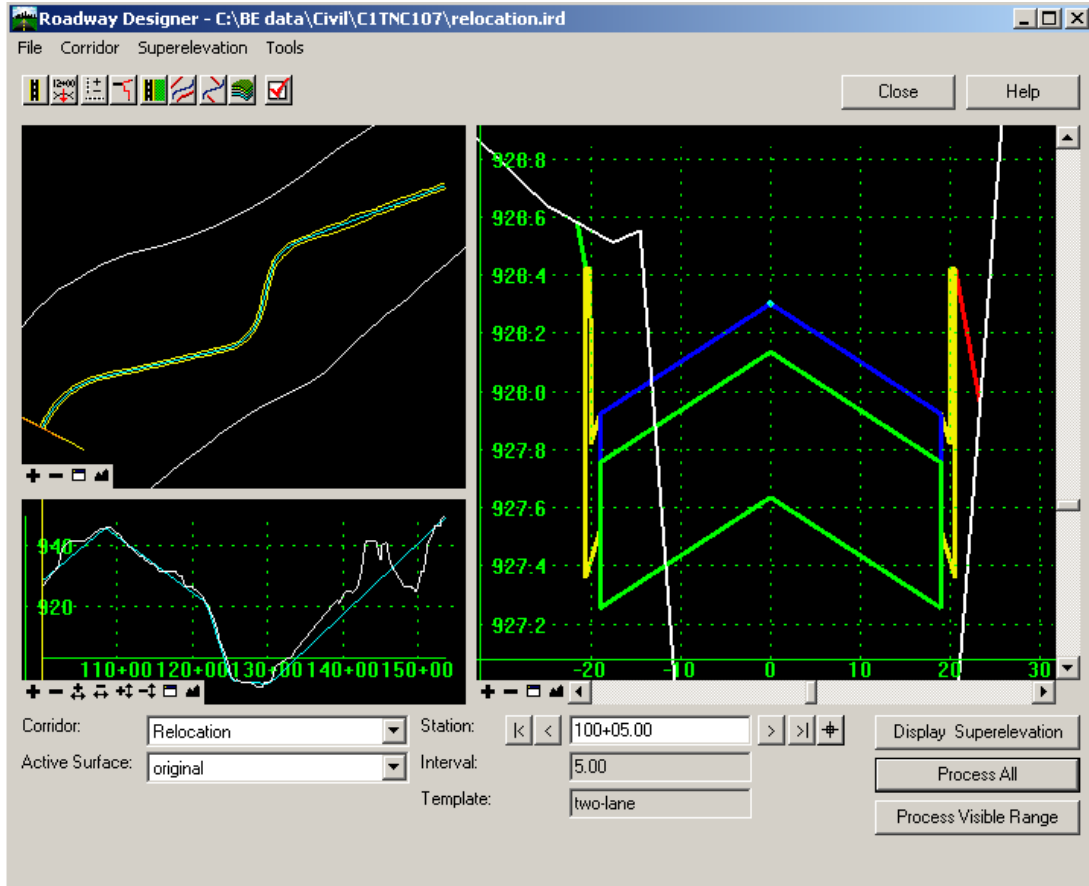 Roadway Designer - C:\BE data\Civil\C1TNC107\relocation.ird
File Corridor Superelevation Tools
12+00
Close Help
928.8
928.6
928.4
928.2
928.0
927.8
927.6
927.4
927.2
-20 -10 0 10 20 30
940
920
110+00 120+00 130+00 140+00 150+00
Corridor: Relocation
Station: |< < 100+05.00 > >|
Display Superelevation
Active Surface: original
Interval: 5.00
Process All
Template: two-lane
Process Visible Range